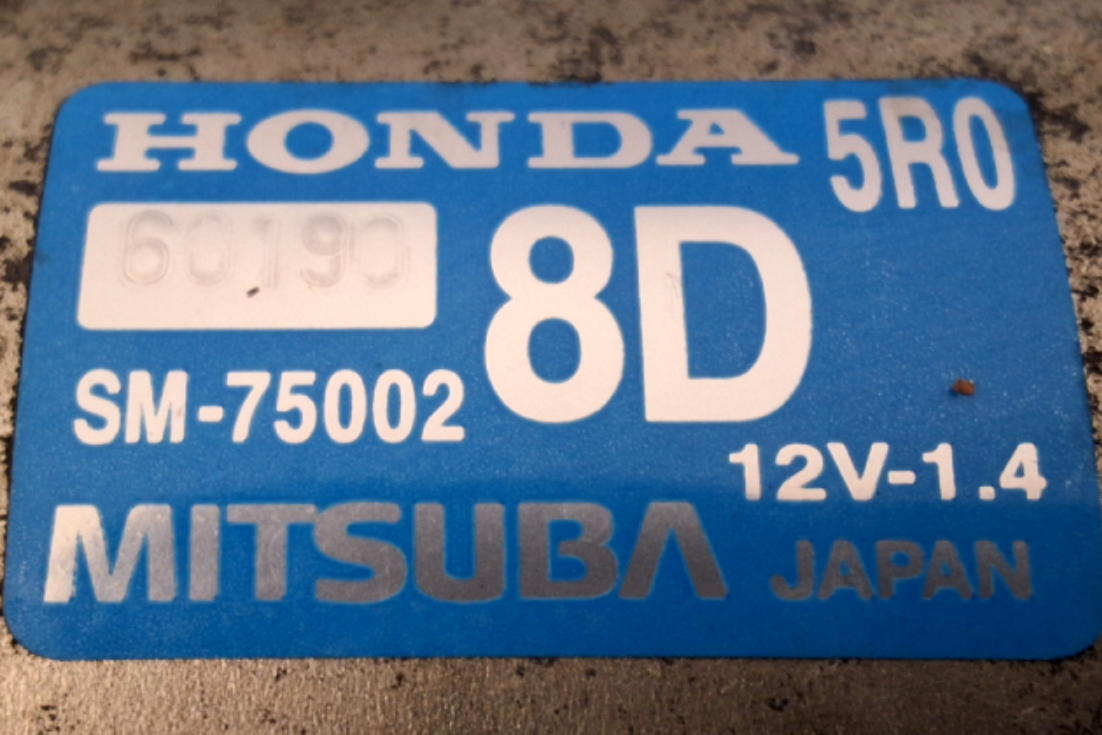 HONDA 5R0
60190 8D
SM-75002
12V-1.4
MITSUBA JAPAN